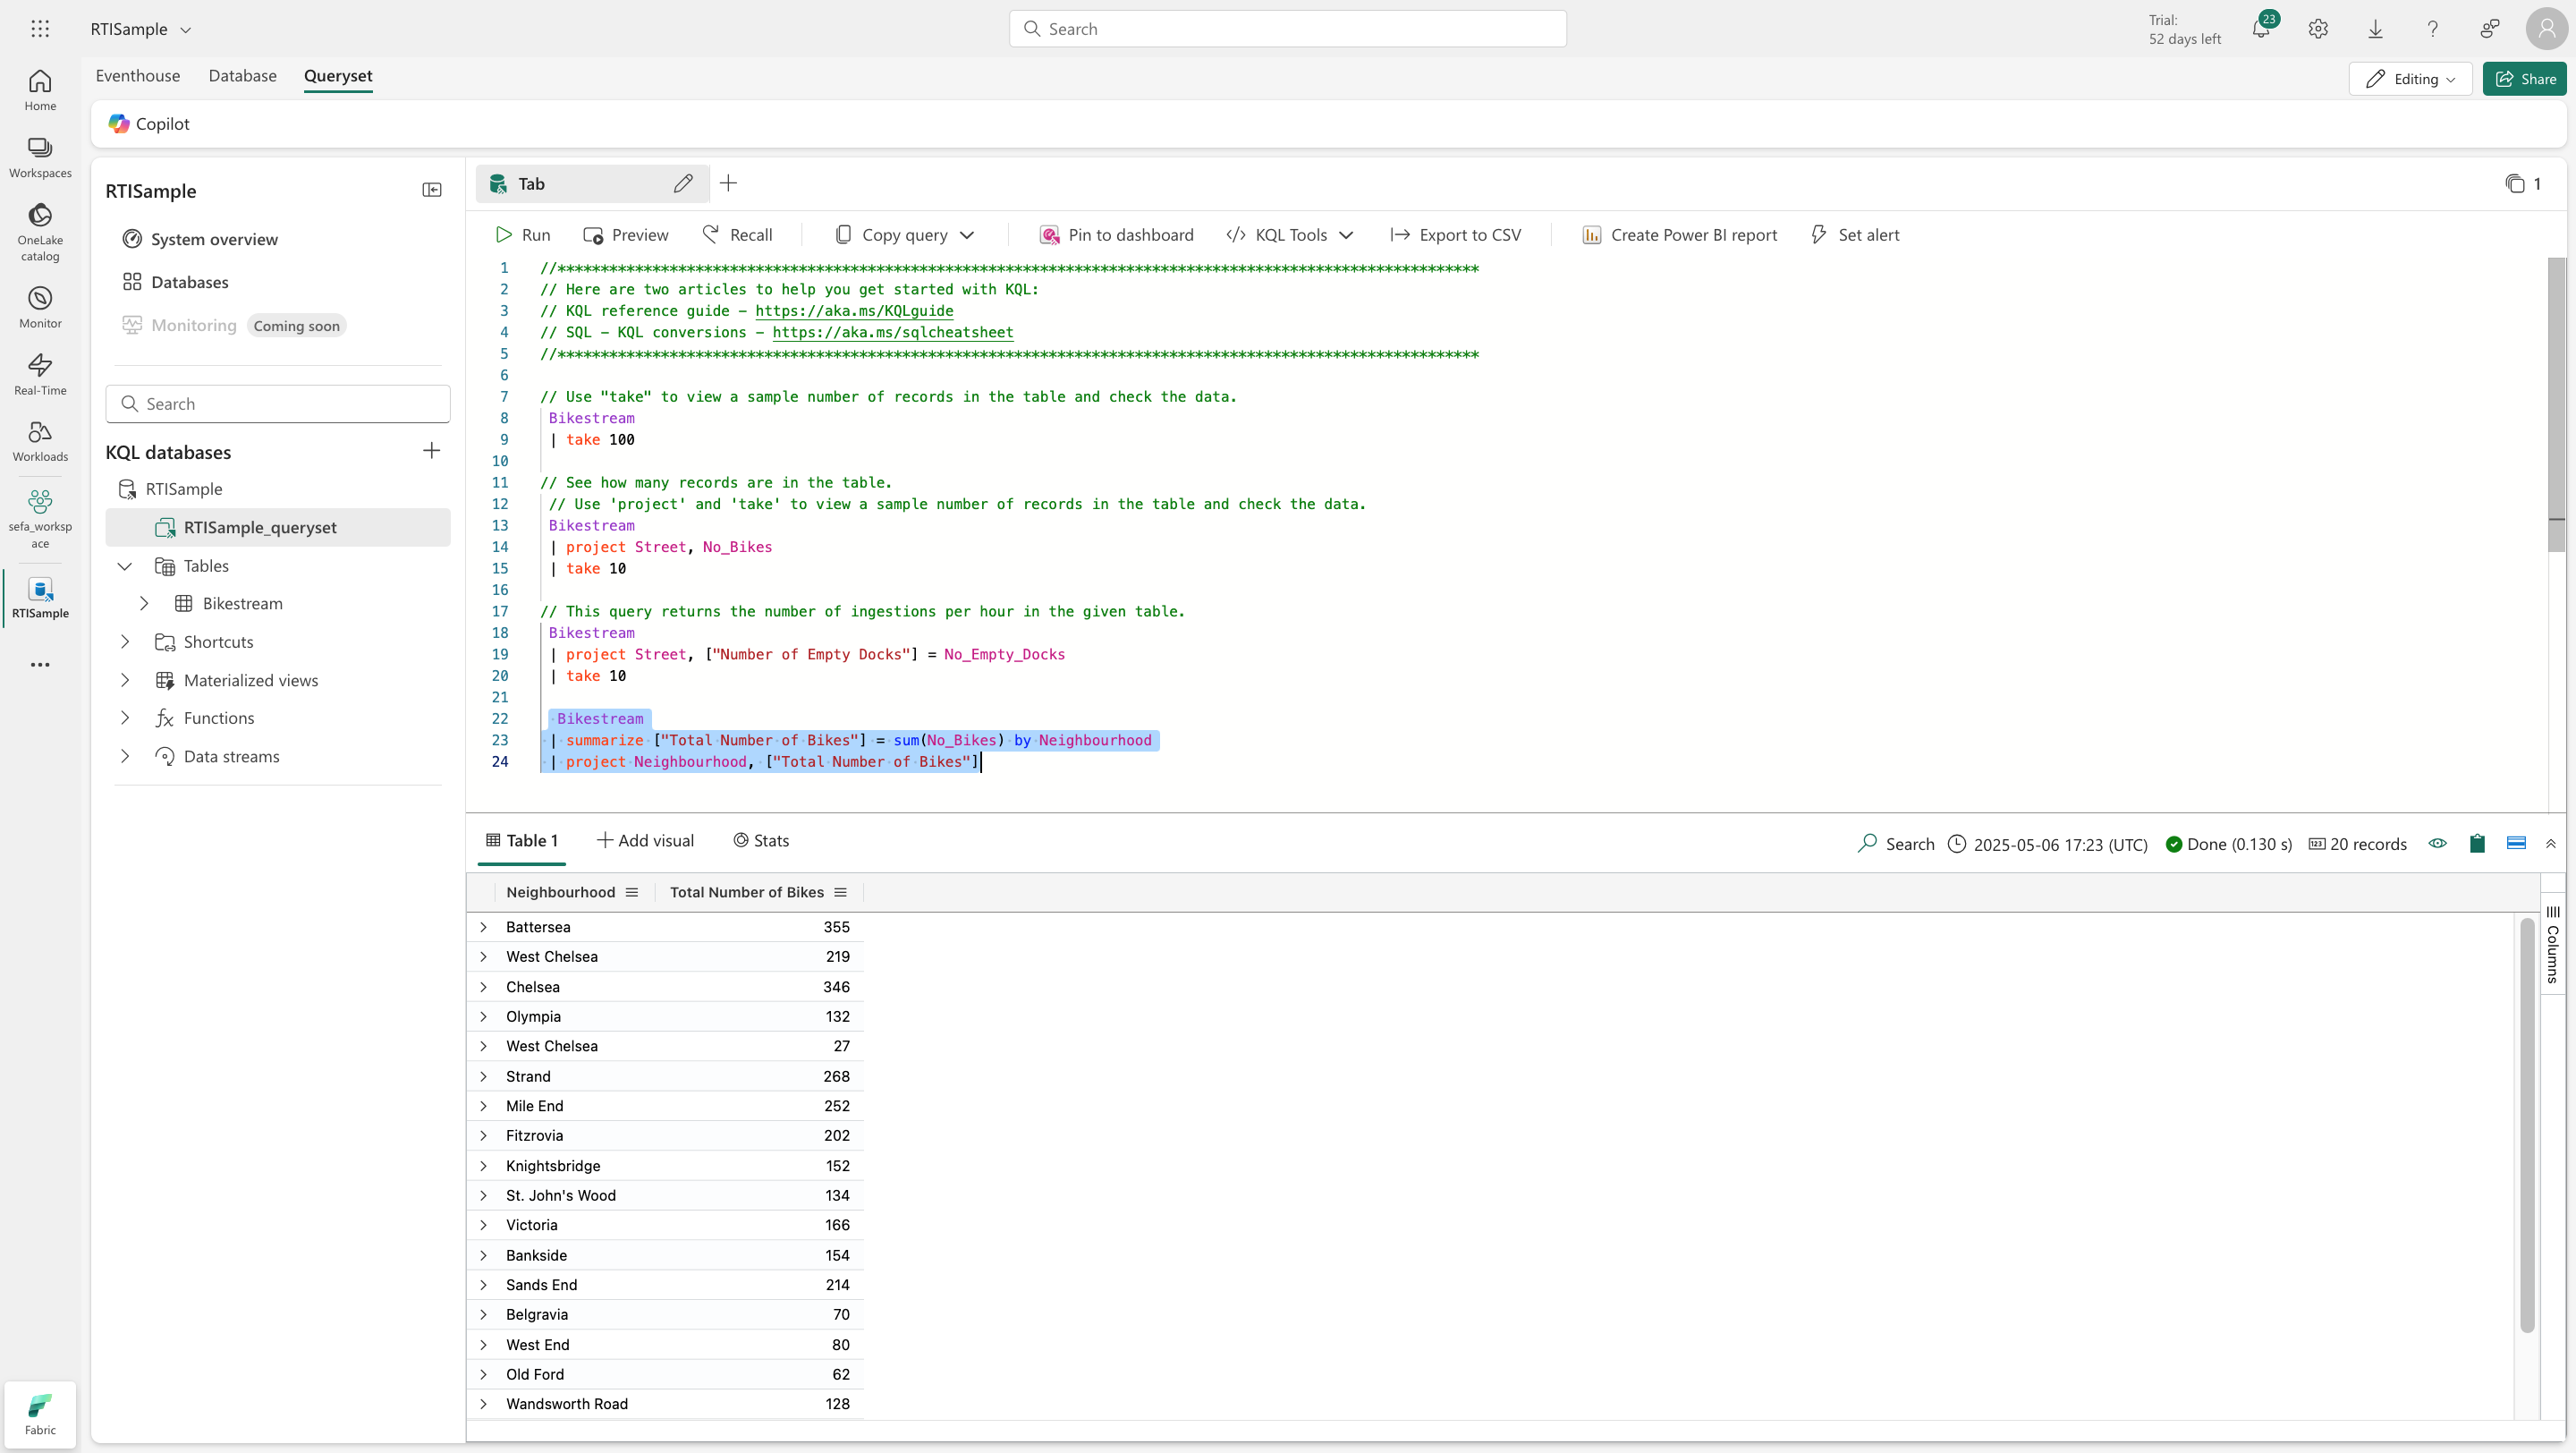 RTISample
Search
Trial:
52 days left
23
Home
Workspaces
OneLake
catalog
Monitor
Real-Time
Workloads
sefa_worksp
ace
RTISample
Fabric
Eventhouse Database Queryset
Editing
Share
Copilot
RTISample
System overview
Databases
Monitoring Coming soon
Search
KQL databases
RTISample
RTISample_queryset
Tables
Bikestream
Shortcuts
Materialized views
Functions
Data streams
Tab
1
Run Preview Recall Copy query Pin to dashboard KQL Tools Export to CSV Create Power BI report Set alert
1 //***********************************************************************************************************
2 // Here are two articles to help you get started with KQL:
3 // KQL reference guide - https://aka.ms/KQLguide
4 // SQL - KQL conversions - https://aka.ms/sqlcheatsheet
5 //***********************************************************************************************************
6
7 // Use "take" to view a sample number of records in the table and check the data.
8 Bikestream
9 | take 100
10
11 // See how many records are in the table.
12 // Use 'project' and 'take' to view a sample number of records in the table and check the data.
13 Bikestream
14 | project Street, No_Bikes
15 | take 10
16
17 // This query returns the number of ingestions per hour in the given table.
18 Bikestream
19 | project Street, ["Number of Empty Docks"] = No_Empty_Docks
20 | take 10
21
22 Bikestream
23 | summarize ["Total Number of Bikes"] = sum(No_Bikes) by Neighbourhood
24 | project Neighbourhood, ["Total Number of Bikes"]
Table 1 Add visual Stats
Search 2025-05-06 17:23 (UTC) Done (0.130 s) 123 20 records
Neighbourhood Total Number of Bikes
Battersea 355
West Chelsea 219
Chelsea 346
Olympia 132
West Chelsea 27
Strand 268
Mile End 252
Fitzrovia 202
Knightsbridge 152
St. John's Wood 134
Victoria 166
Bankside 154
Sands End 214
Belgravia 70
West End 80
Old Ford 62
Wandsworth Road 128
Columns